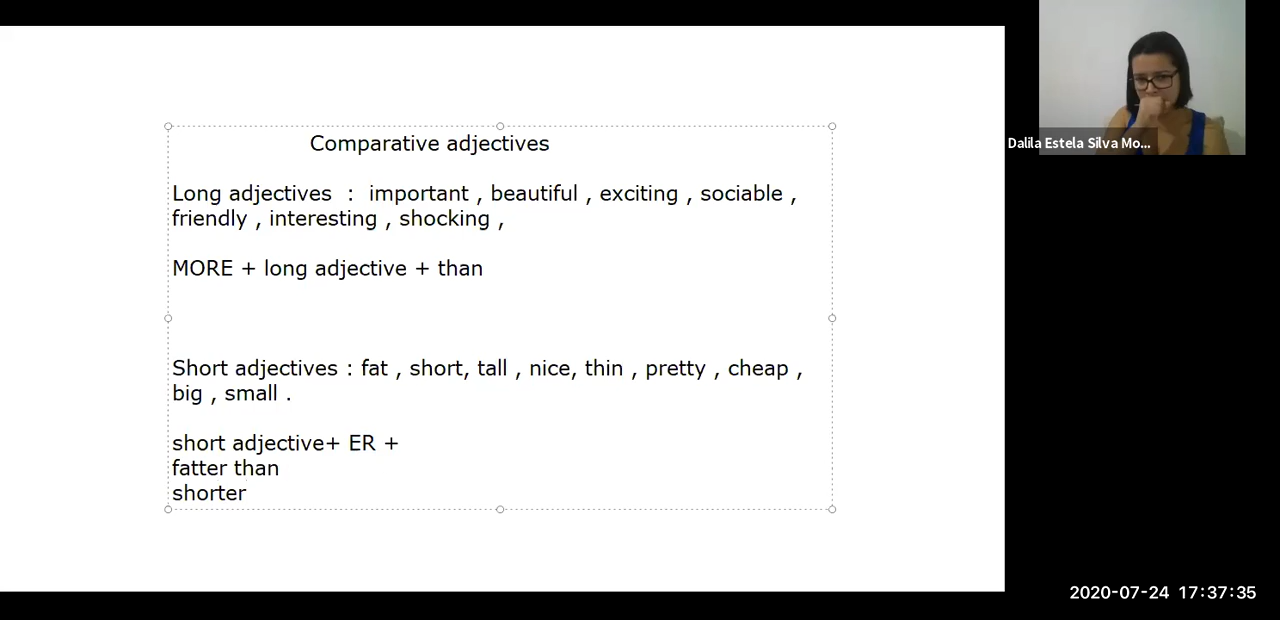 Comparative adjectives
Long adjectives : important , beautiful , exciting , sociable ,
friendly , interesting , shocking ,
MORE + long adjective + than
Short adjectives : fat , short, tall , nice, thin , pretty , cheap ,
big , small .
short adjective+ ER +
fatter than
shorter
Dalila Estela Silva Mo...
2020-07-24 17:37:35